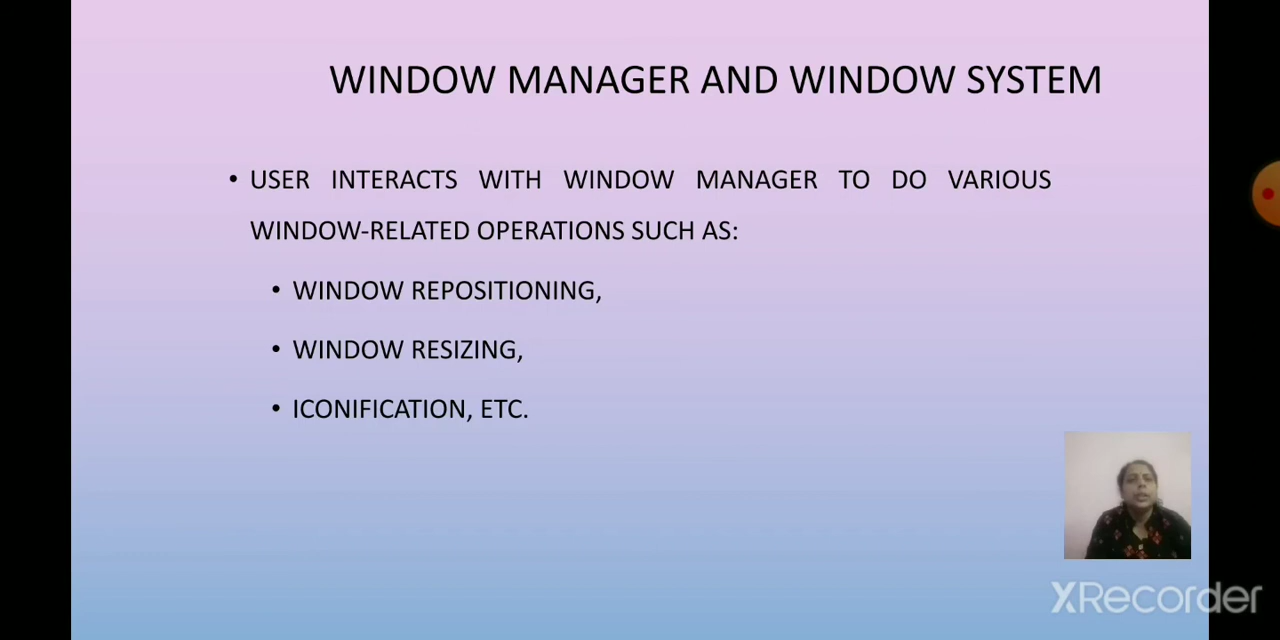 WINDOW MANAGER AND WINDOW SYSTEM
• USER INTERACTS WITH WINDOW MANAGER TO DO VARIOUS
WINDOW-RELATED OPERATIONS SUCH AS:
• WINDOW REPOSITIONING,
• WINDOW RESIZING,
• ICONIFICATION, ETC.
XRecorder